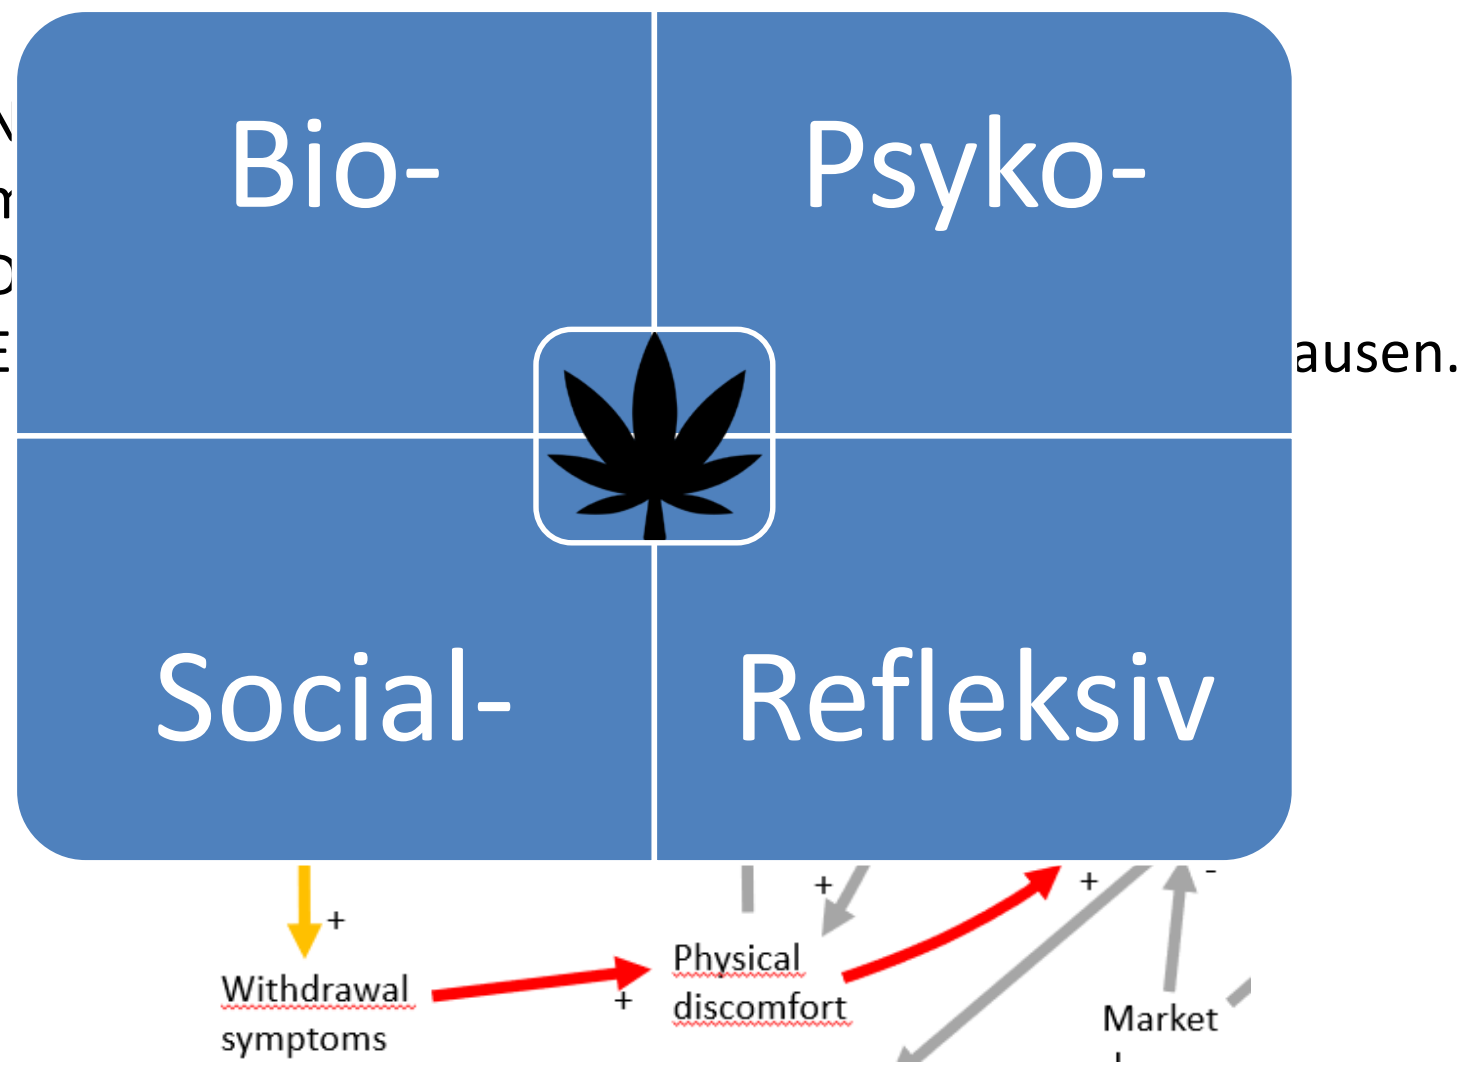 Bio-
Psyko-
ausen.
Social-
Refleksiv
+
+
-
+
Physical
discomfort
Withdrawal
symptoms
+
Market